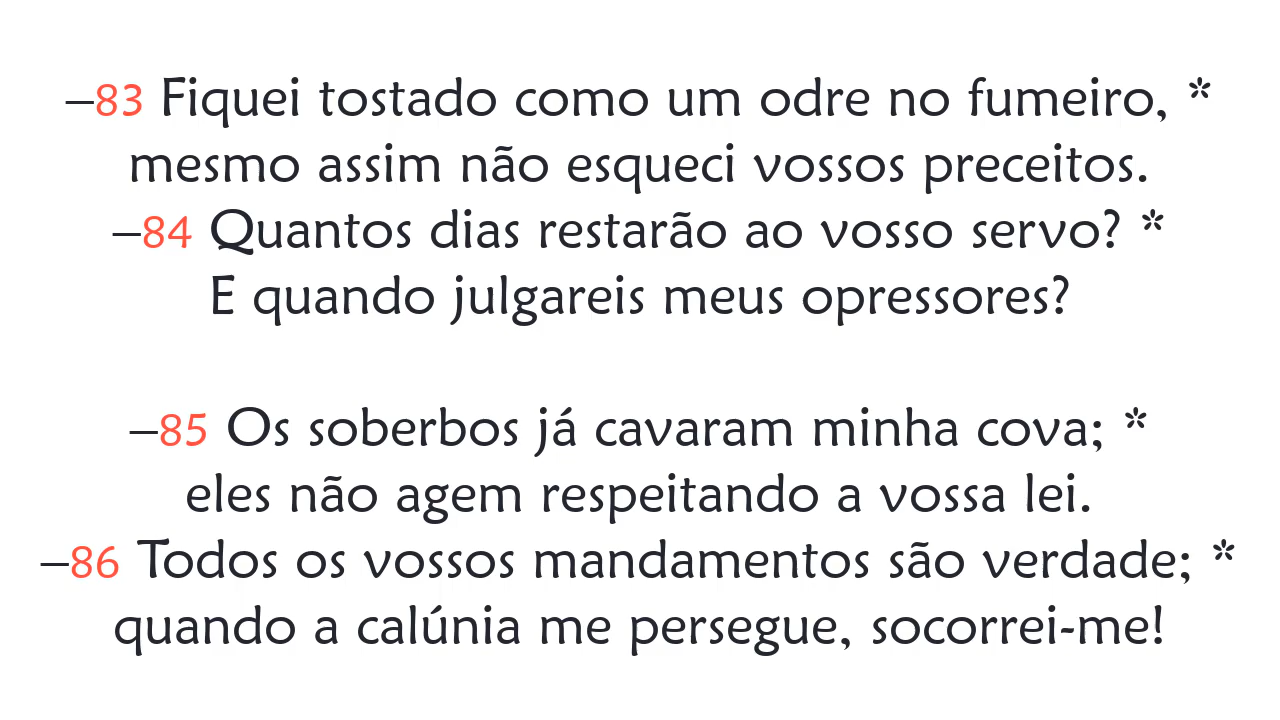 –83 Fiquei tostado como um odre no fumeiro, *
mesmo assim não esqueci vossos preceitos.
–84 Quantos dias restarão ao vosso servo? *
E quando julgareis meus opressores?
–85 Os soberbos já cavaram minha cova; *
eles não agem respeitando a vossa lei.
–86 Todos os vossos mandamentos são verdade; *
quando a calúnia me persegue, socorrei-me!